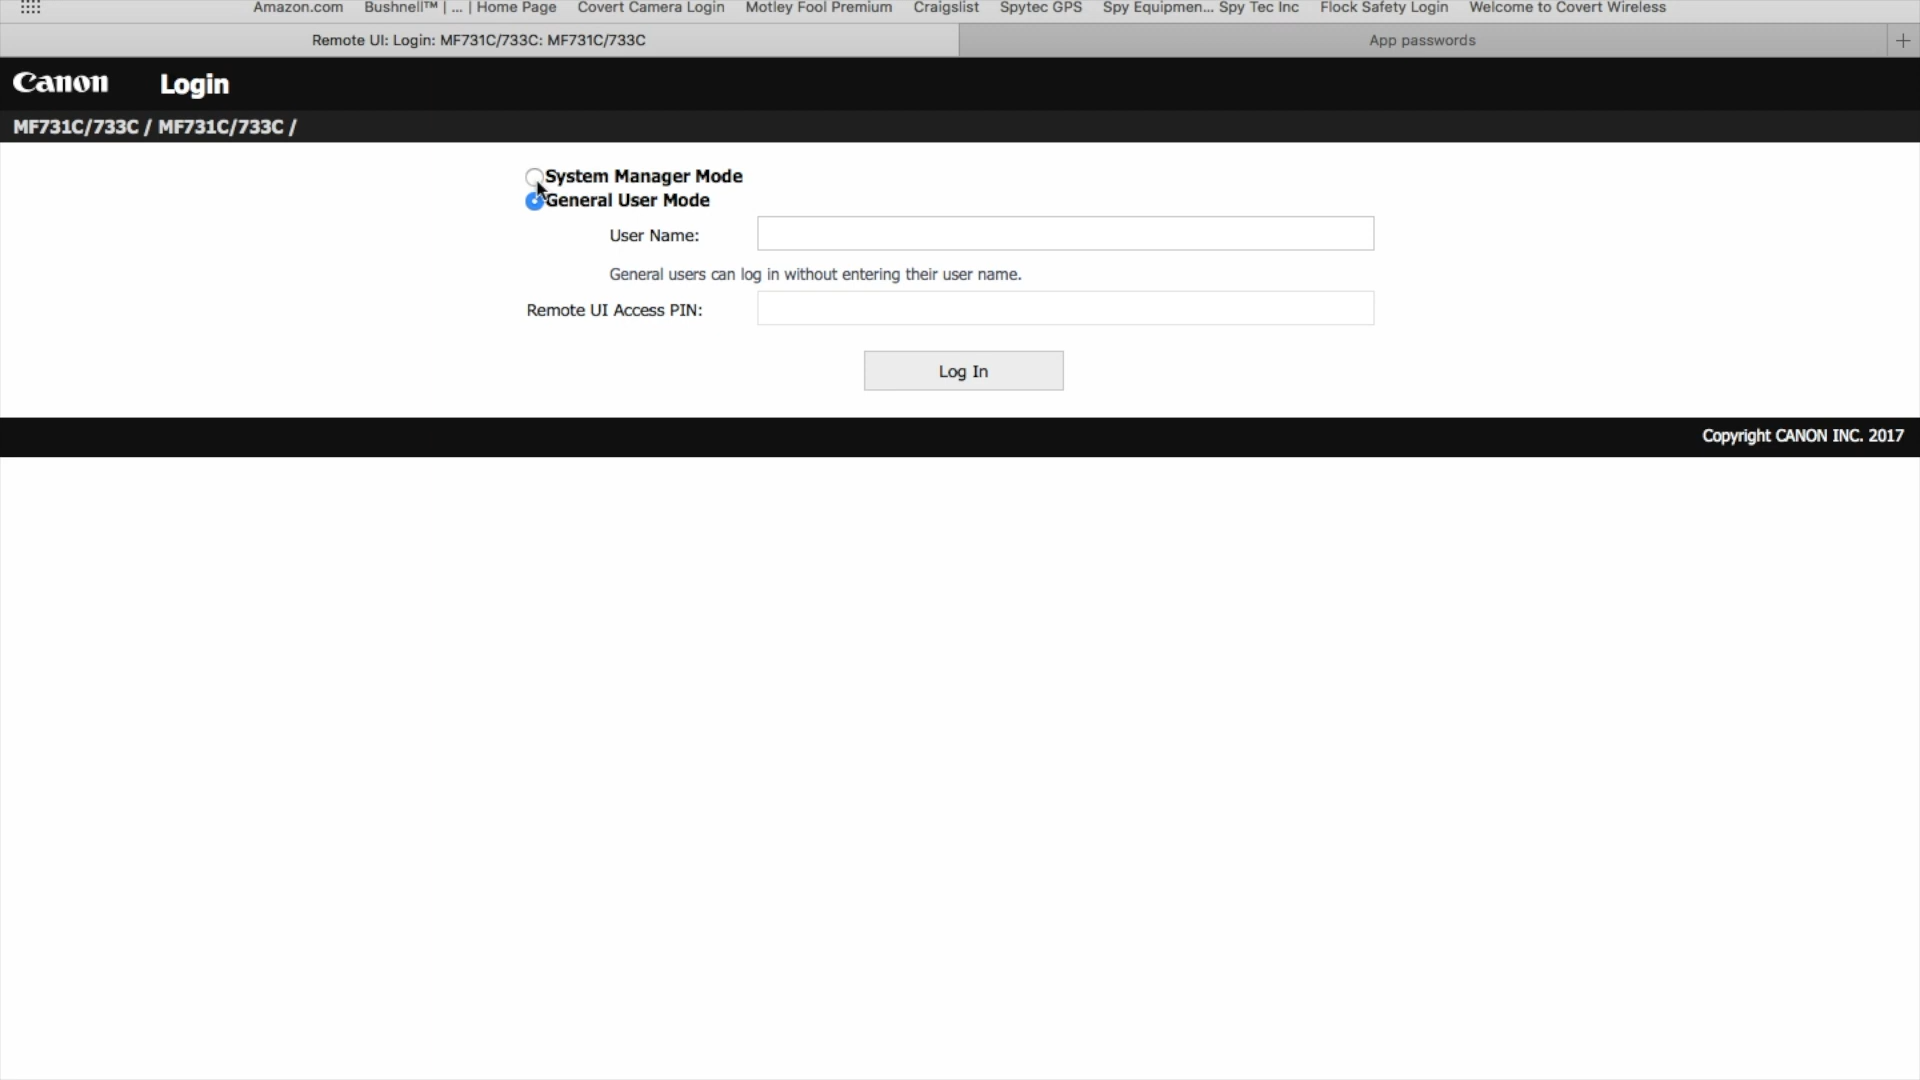 Amazon.com Bushnell™ | ... | Home Page Covert Camera Login Motley Fool Premium Craigslist Spytec GPS Spy Equipmen... Spy Tec Inc Flock Safety Login Welcome to Covert Wireless
Remote UI: Login: MF731C/733C: MF731C/733C App passwords +
Canon Login
MF731C/733C / MF731C/733C /
System Manager Mode
General User Mode
User Name:
General users can log in without entering their user name.
Remote UI Access PIN:
Log In
Copyright CANON INC. 2017